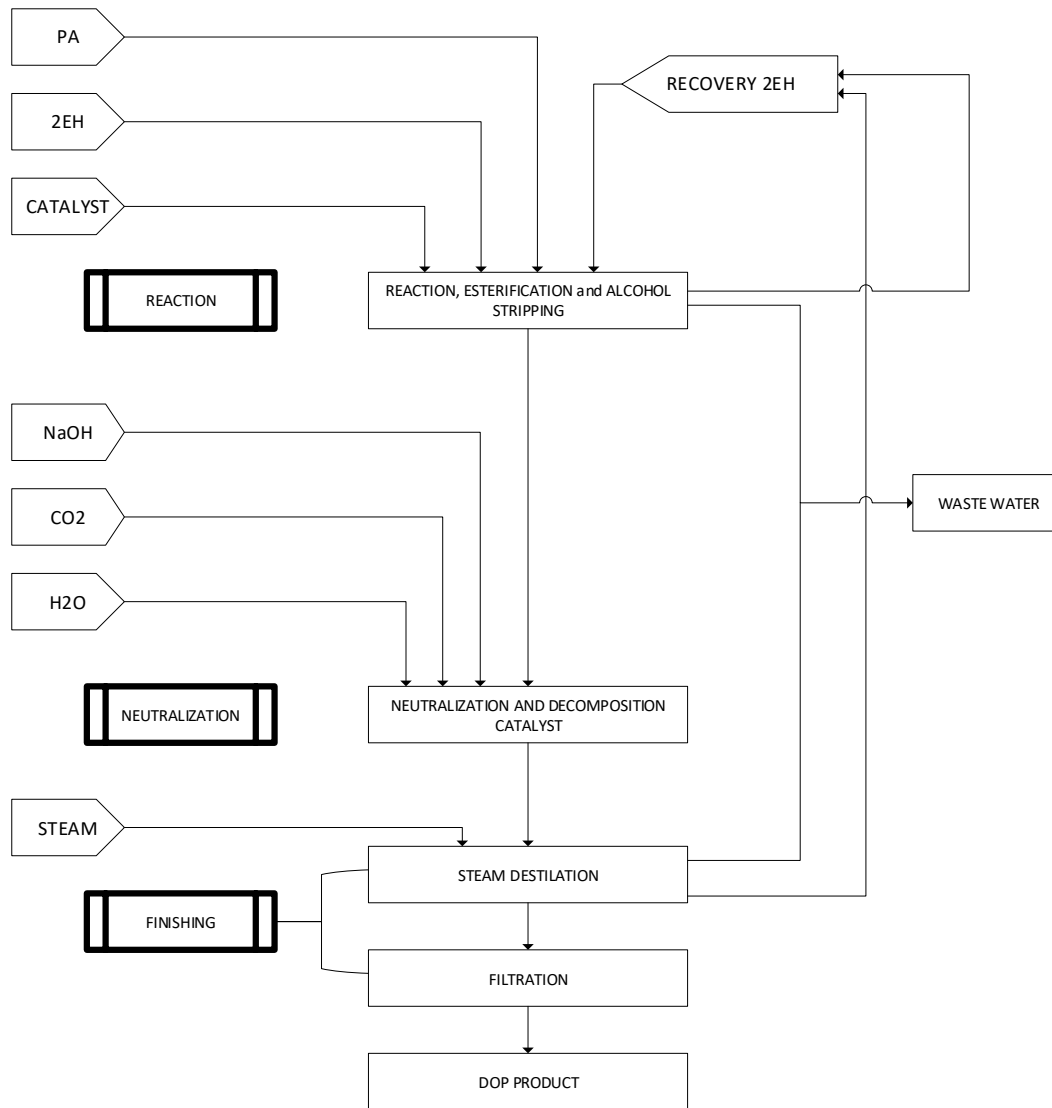 PA
RECOVERY 2EH
2EH
CATALYST
REACTION
REACTION, ESTERIFICATION and ALCOHOL
STRIPPING
NaOH
WASTE WATER
CO2
H2O
NEUTRALIZATION
NEUTRALIZATION AND DECOMPOSITION
CATALYST
STEAM
STEAM DESTILATION
FINISHING
FILTRATION
DOP PRODUCT